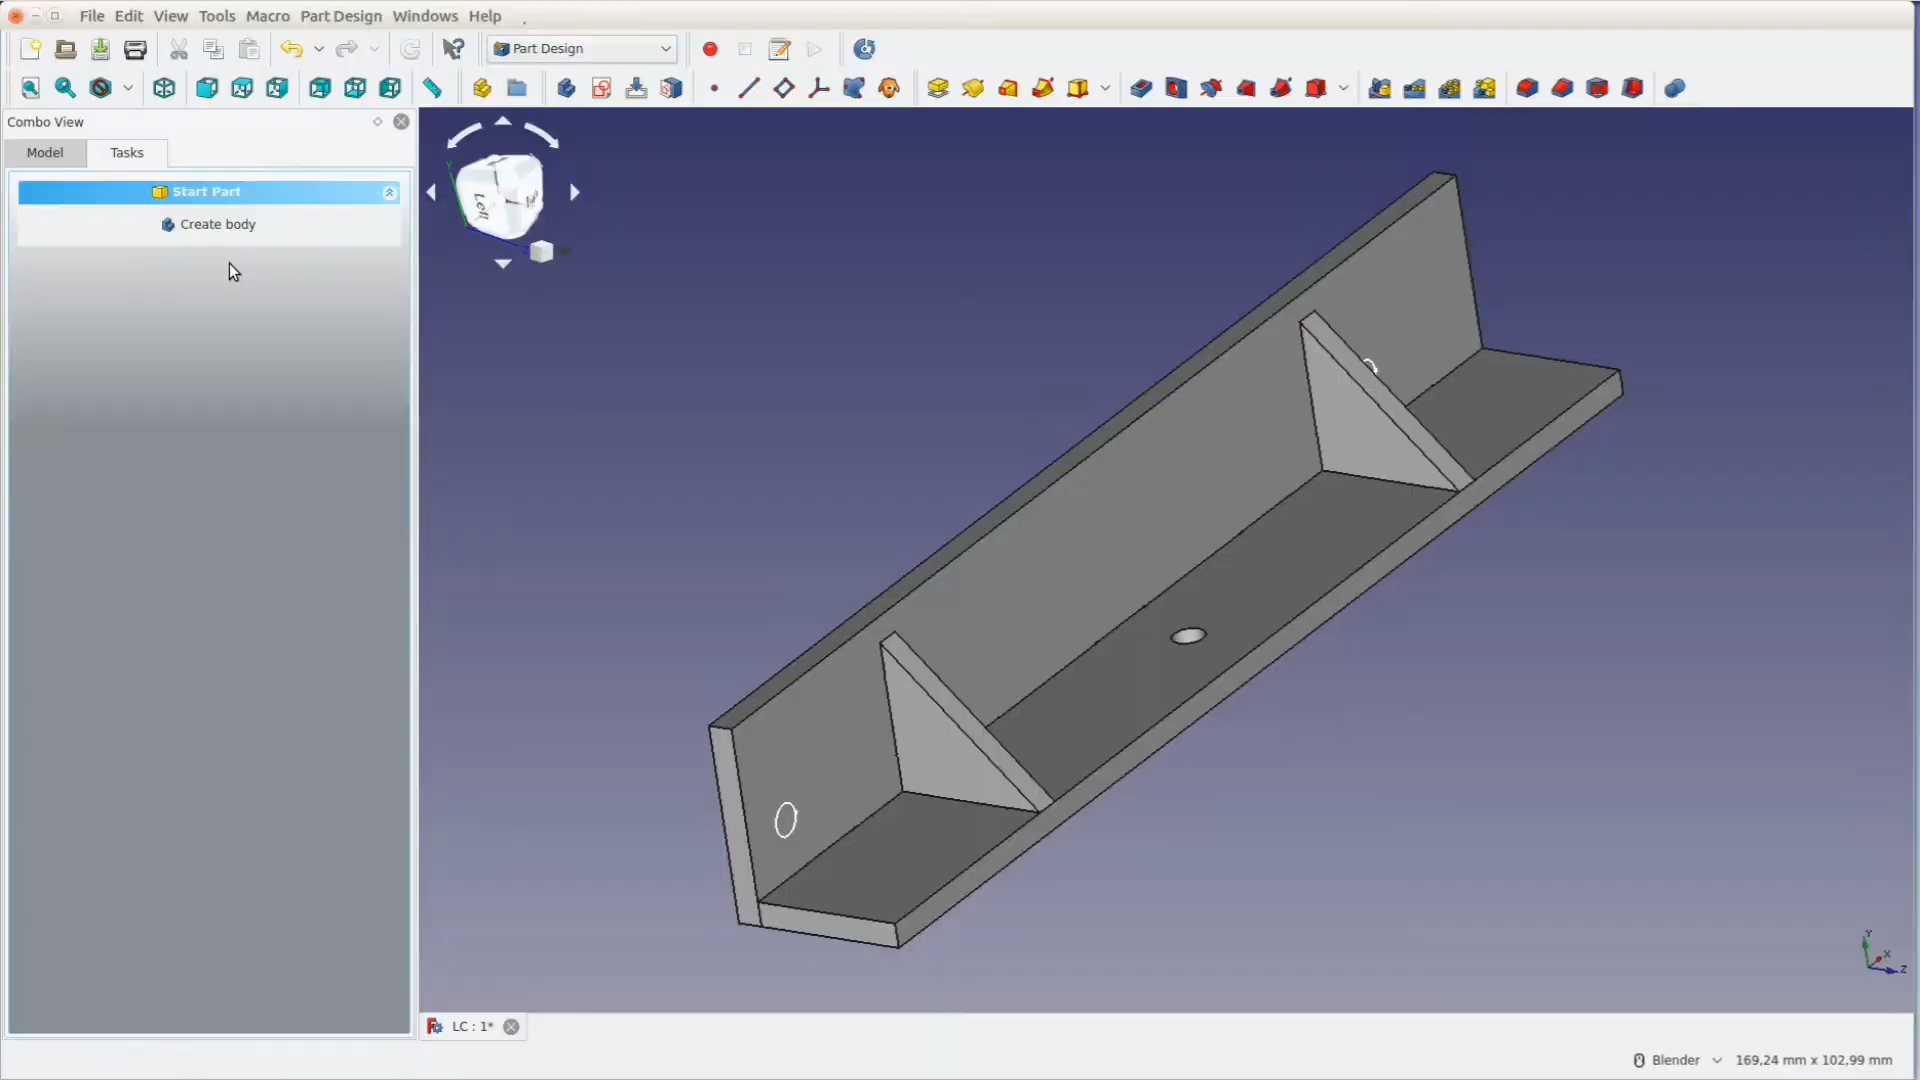 File Edit View Tools Macro Part Design Windows Help
Part Design
Combo View
Model Tasks
Start Part
Create body
Left
Y
Z
Y
X
Z
LC : 1*
Blender 169,24 mm x 102,99 mm